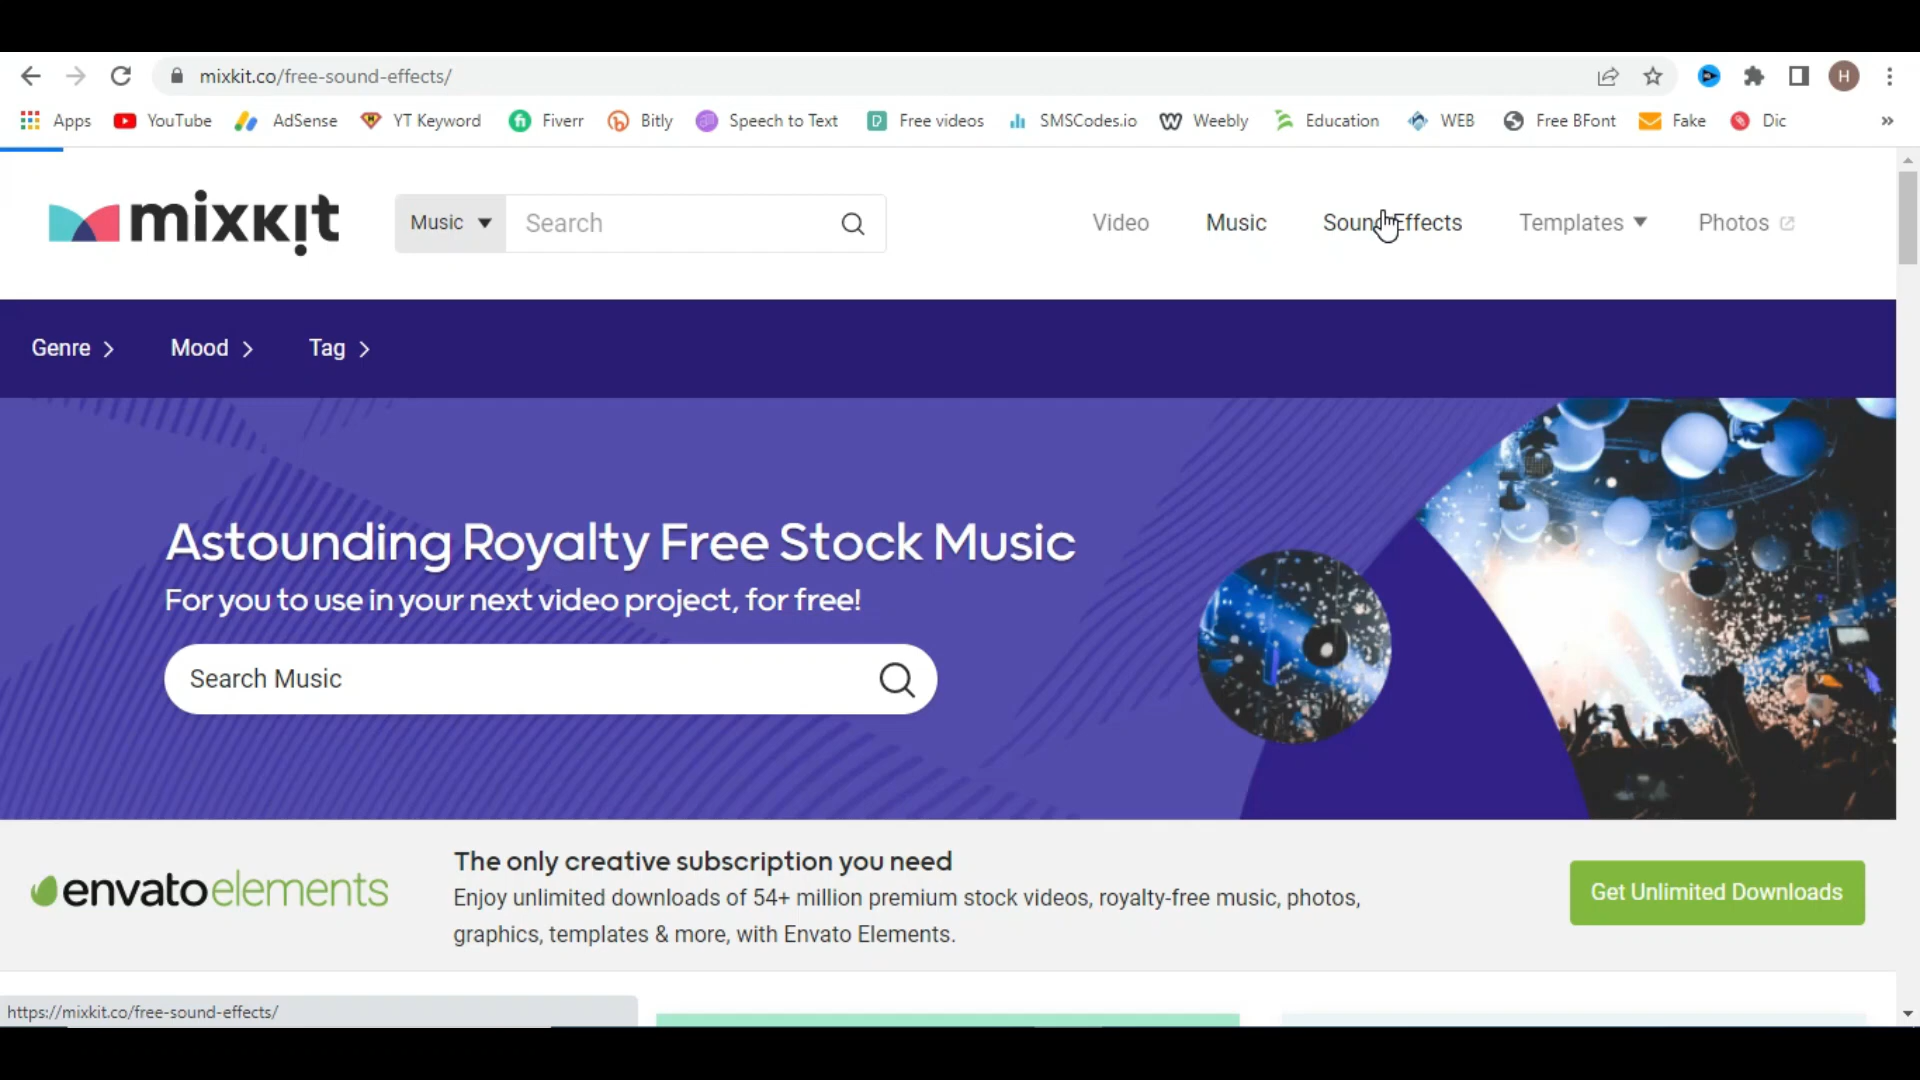 mixkit.co/free-sound-effects/
H
Apps YouTube AdSense YT Keyword Fiverr Bitly Speech to Text Free videos SMSCodes.io Weebly Education WEB Free BFont Fake Dic »
mixkit Music Search Video Music Sound Effects Templates Photos
Genre Mood Tag
Astounding Royalty Free Stock Music
For you to use in your next video project, for free!
Search Music
envato elements
The only creative subscription you need
Enjoy unlimited downloads of 54+ million premium stock videos, royalty-free music, photos,
graphics, templates & more, with Envato Elements.
Get Unlimited Downloads
https://mixkit.co/free-sound-effects/